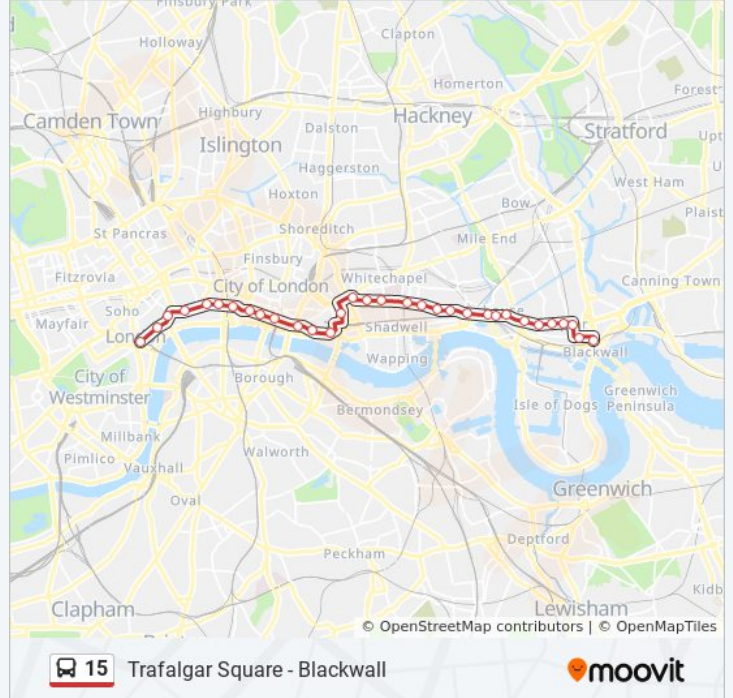 Finsbury Park
Holloway
Clapton
Homerton
Forest
Highbury
Camden Town
Hackney
Dalston
Stratford
Islington
Upt
Haggerston
West Ham
Hoxton
Bow
Plaist
St Pancras
Shoreditch
Mile End
Finsbury
Fitzrovia
Whitechapel
Canning Town
City of London
Soho
Mayfair
Shadwell
London
Blackwall
Wapping
City of
Westminster
Borough
Greenwich
Peninsula
Isle of Dogs
Bermondsey
Millbank
Walworth
Pimlico
Vauxhall
Greenwich
Oval
Deptford
Peckham
Kidb
Clapham
Lewisham
© OpenStreetMap contributors | © OpenMapTiles
15 Trafalgar Square - Blackwall
moovit